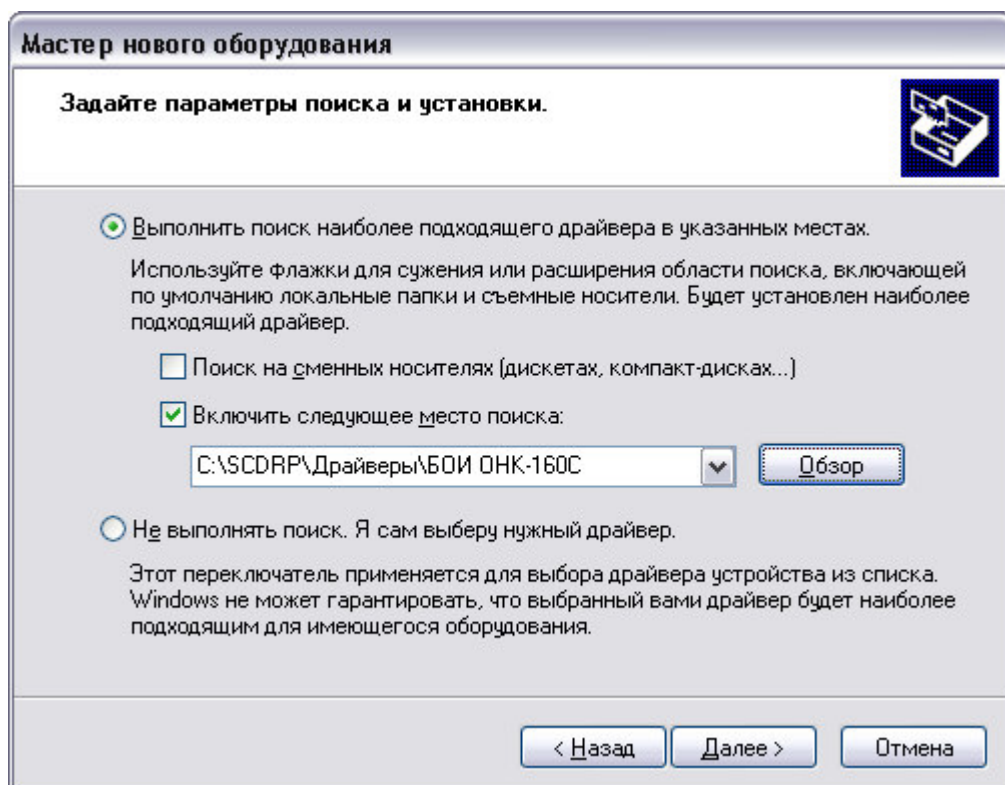 Мастер нового оборудования
Задайте параметры поиска и установки.
Выполнить поиск наиболее подходящего драйвера в указанных местах.
Используйте флажки для сужения или расширения области поиска, включающей
по умолчанию локальные папки и съемные носители. Будет установлен наиболее
подходящий драйвер.
Поиск на сменных носителях (дискетах, компакт-дисках...)
Включить следующее место поиска:
C:\SCDRP\Драйверы\БОИ ОНК-160С
Обзор
Не выполнять поиск. Я сам выберу нужный драйвер.
Этот переключатель применяется для выбора драйвера устройства из списка.
Windows не может гарантировать, что выбранный вами драйвер будет наиболее
подходящим для имеющегося оборудования.
< Назад
Далее >
Отмена